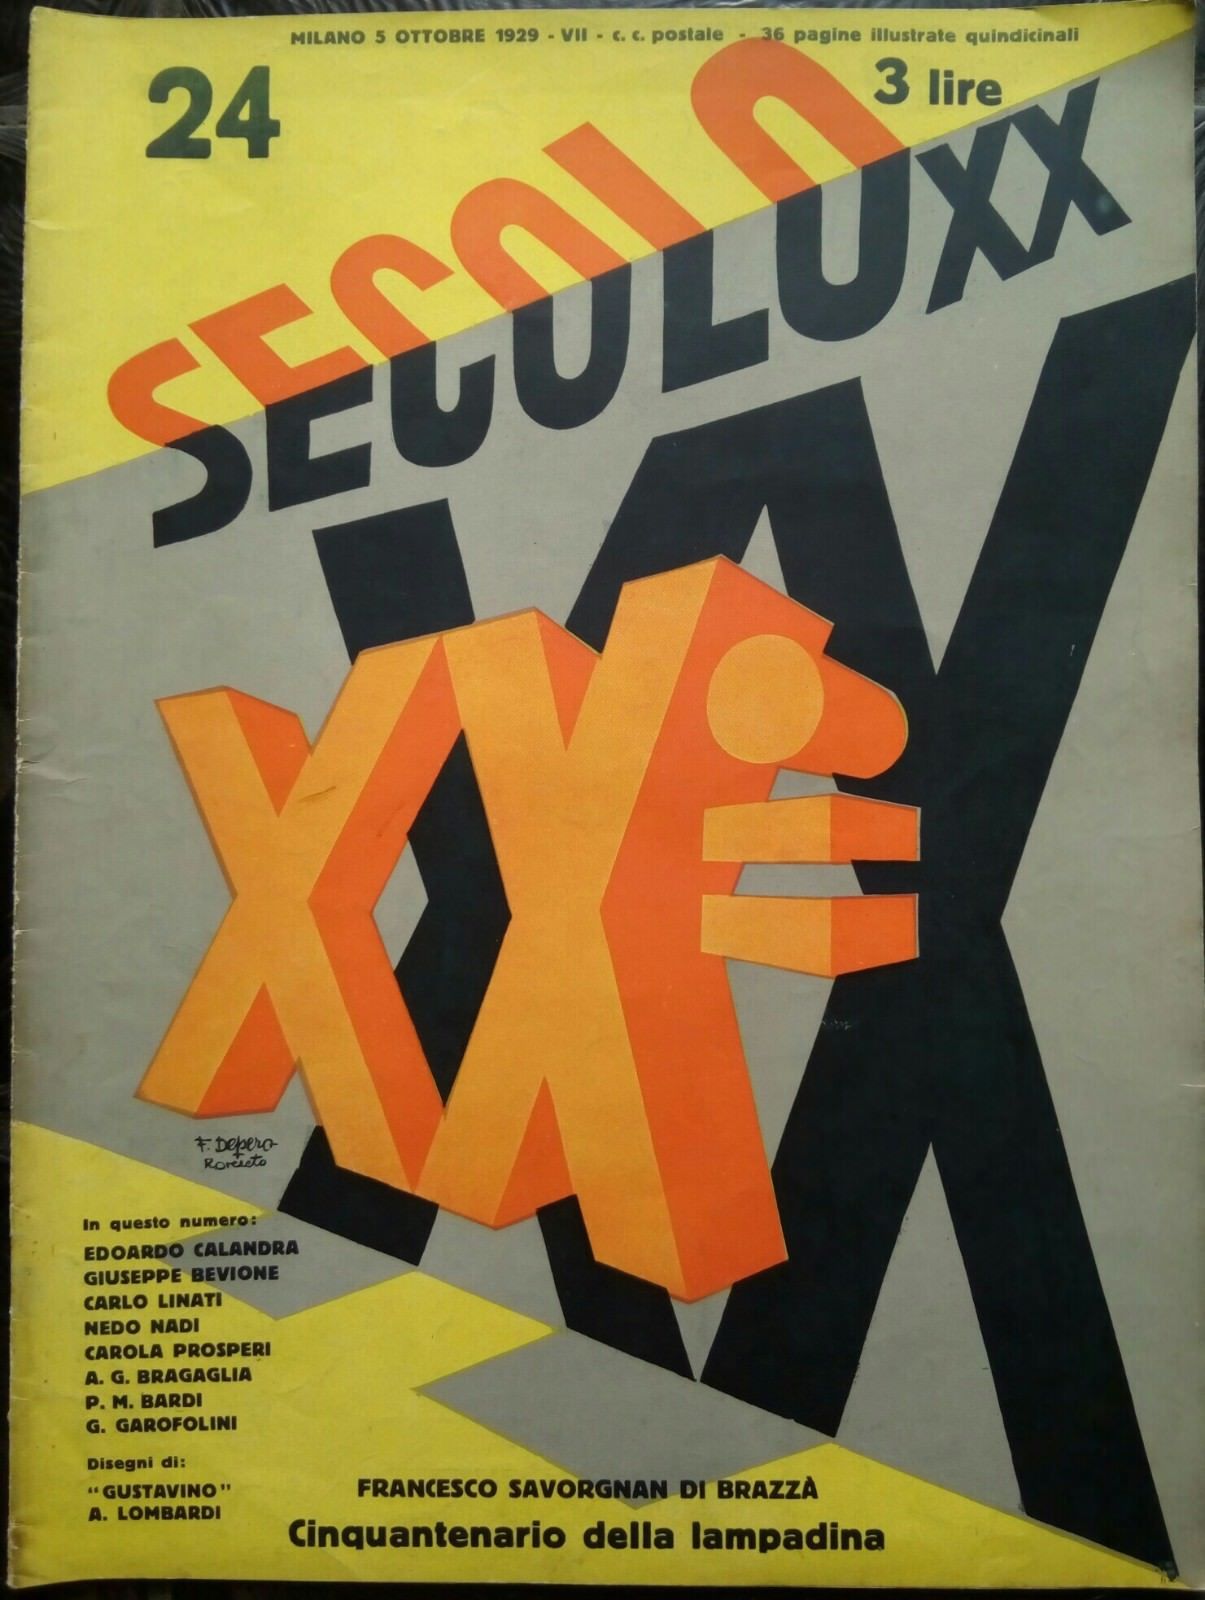 MILANO 5 OTTOBRE 1929 - VII - c. c. postale - 36 pagine illustrate quindicinali
24
3 lire
SECOLO XX
XX
XX
F. Depero
Rovereto
In questo numero:
EDOARDO CALANDRA
GIUSEPPE BEVIONE
CARLO LINATI
NEDO NADI
CAROLA PROSPERI
A. G. BRAGAGLIA
P. M. BARDI
G. GAROFOLINI
Disegni di:
"GUSTAVINO"
A. LOMBARDI
FRANCESCO SAVORGNAN DI BRAZZÀ
Cinquantenario della lampadina